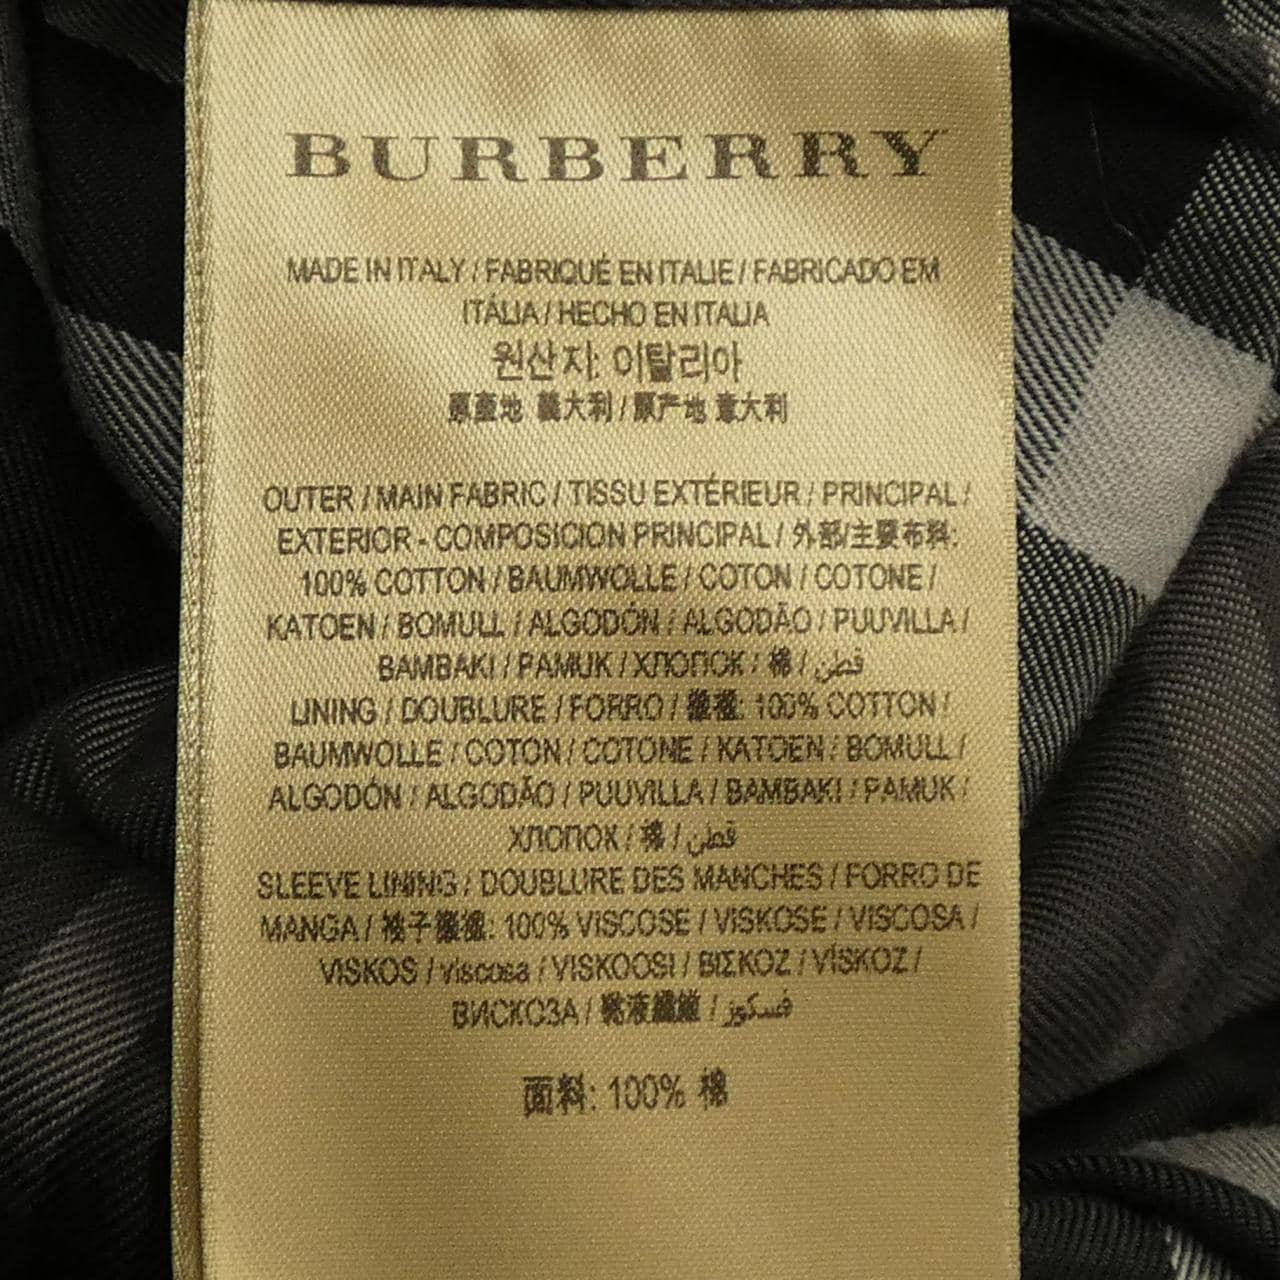 BURBERRY
MADE IN ITALY / FABRIQUÉ EN ITALIE / FABRICADO EM
ITÁLIA / HECHO EN ITALIA
원산지: 이탈리아
原產地 義大利 / 原产地 意大利
OUTER / MAIN FABRIC / TISSU EXTÉRIEUR / PRINCIPAL /
EXTERIOR - COMPOSICION PRINCIPAL / 外部/主要布料:
100% COTTON / BAUMWOLLE / COTON / COTONE /
KATOEN / BOMULL / ALGODÓN / ALGODÃO / PUUVILLA /
BAMBAKI / PAMUK / ХЛОПОК / 棉 / قطن
LINING / DOUBLURE / FORRO / 100% COTTON /
BAUMWOLLE / COTON / COTONE / KATOEN / BOMULL /
ALGODÓN / ALGODÃO / PUUVILLA / BAMBAKI / PAMUK /
ХЛОПОК / 棉 / قطن
SLEEVE LINING / DOUBLURE DES MANCHES / FORRO DE
MANGA / 袖子 100% VISCOSE / VISKOSE / VISCOSA /
VISKOS / viscosa / VISKOOSI / ΒΙΣΚΟΖ / VİSKOZ /
ВИСКОЗА / 黏液纖維 / فسكوز
面料: 100% 棉